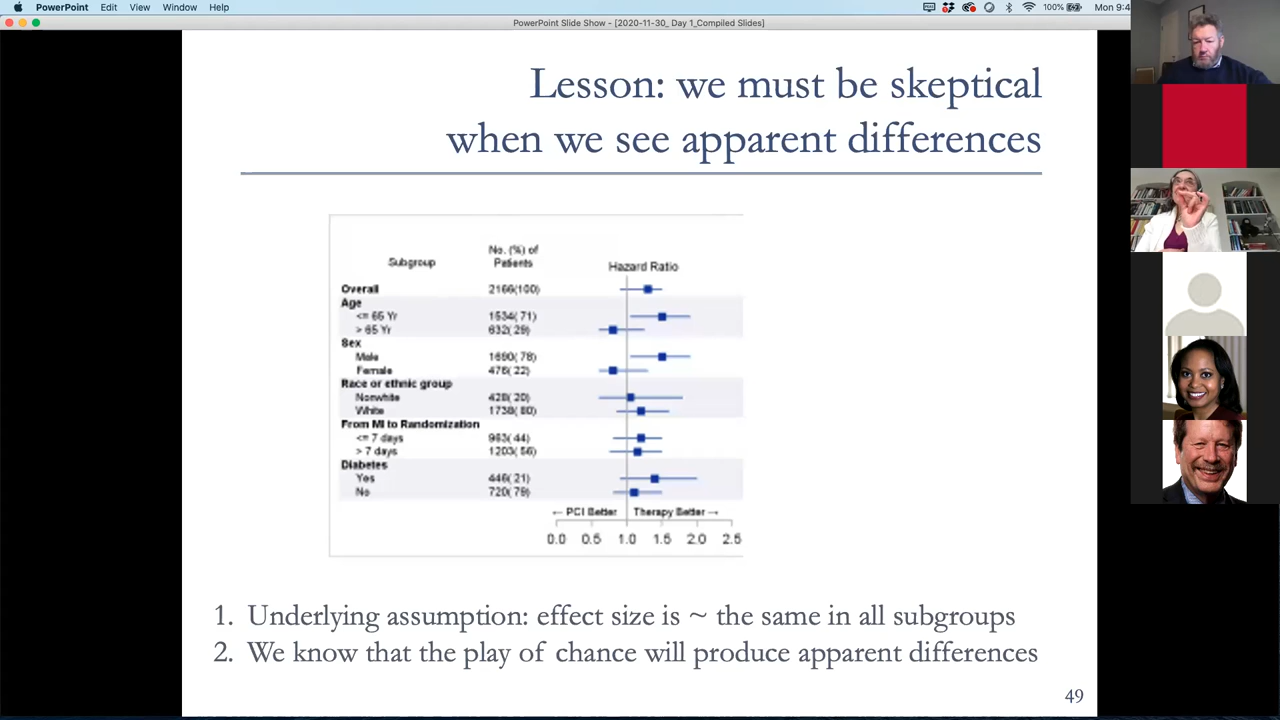 PowerPoint Edit View Window Help
100%
Mon 9:4
PowerPoint Slide Show - [2020-11-30_ Day 1_Compiled Slides]
Lesson: we must be skeptical
when we see apparent differences
Subgroup
No. (%) of
Patients
Hazard Ratio
Overall 2166(100)
Age
<= 65 Yr 1534( 71)
> 65 Yr 632( 29)
Sex
Male 1690( 78)
Female 476( 22)
Race or ethnic group
Nonwhite 428( 20)
White 1738( 80)
From MI to Randomization
<= 7 days 963( 44)
> 7 days 1203( 56)
Diabetes
Yes 446( 21)
No 720( 79)
← PCI Better Therapy Better →
0.0 0.5 1.0 1.5 2.0 2.5
1. Underlying assumption: effect size is ~ the same in all subgroups
2. We know that the play of chance will produce apparent differences
49